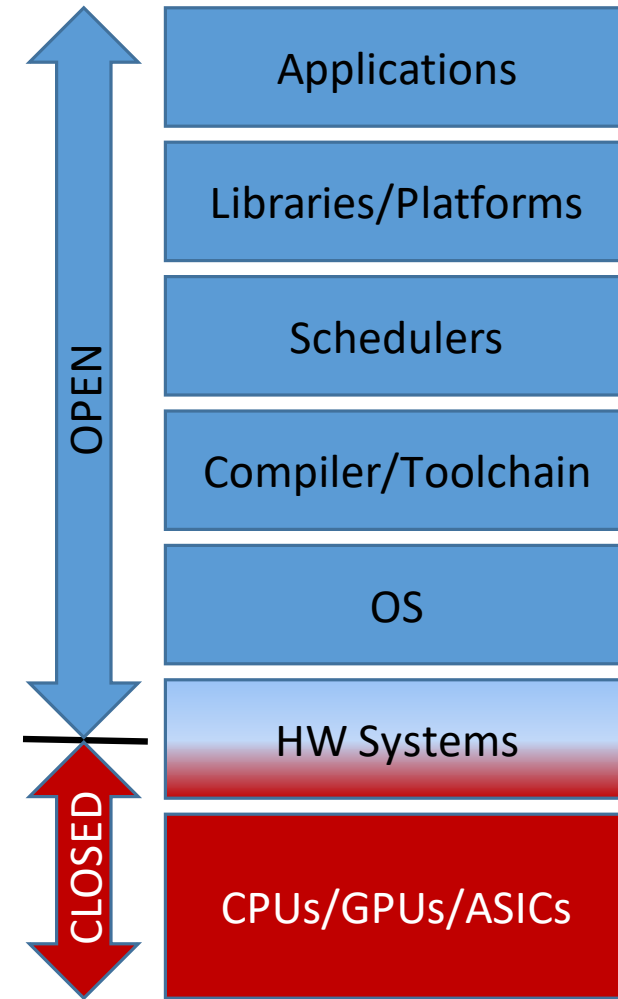 Applications
Libraries/Platforms
Schedulers
OPEN
Compiler/Toolchain
OS
HW Systems
CLOSED
CPUs/GPUs/ASICs